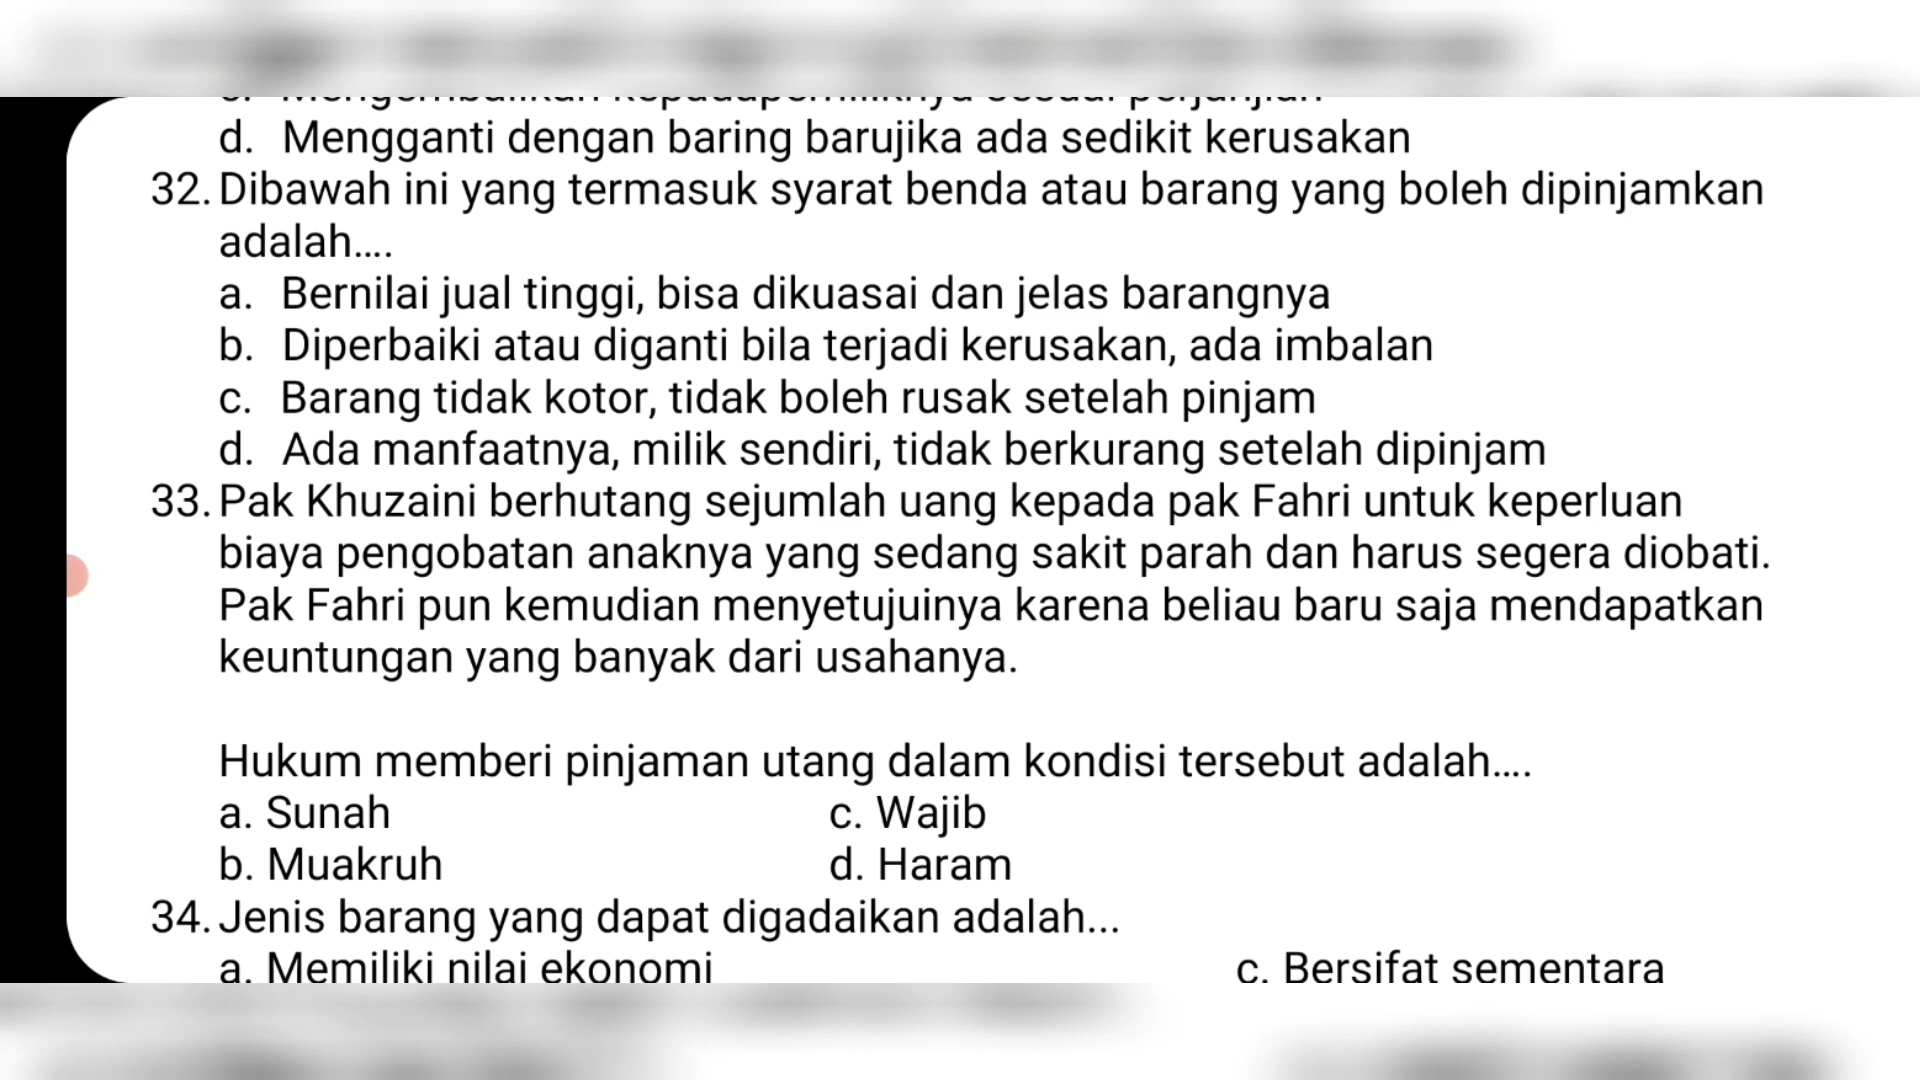 d. Mengganti dengan baring barujika ada sedikit kerusakan
32. Dibawah ini yang termasuk syarat benda atau barang yang boleh dipinjamkan
adalah....
a. Bernilai jual tinggi, bisa dikuasai dan jelas barangnya
b. Diperbaiki atau diganti bila terjadi kerusakan, ada imbalan
c. Barang tidak kotor, tidak boleh rusak setelah pinjam
d. Ada manfaatnya, milik sendiri, tidak berkurang setelah dipinjam
33. Pak Khuzaini berhutang sejumlah uang kepada pak Fahri untuk keperluan
biaya pengobatan anaknya yang sedang sakit parah dan harus segera diobati.
Pak Fahri pun kemudian menyetujuinya karena beliau baru saja mendapatkan
keuntungan yang banyak dari usahanya.
Hukum memberi pinjaman utang dalam kondisi tersebut adalah....
a. Sunah c. Wajib
b. Muakruh d. Haram
34. Jenis barang yang dapat digadaikan adalah...
a. Memiliki nilai ekonomi c. Bersifat sementara